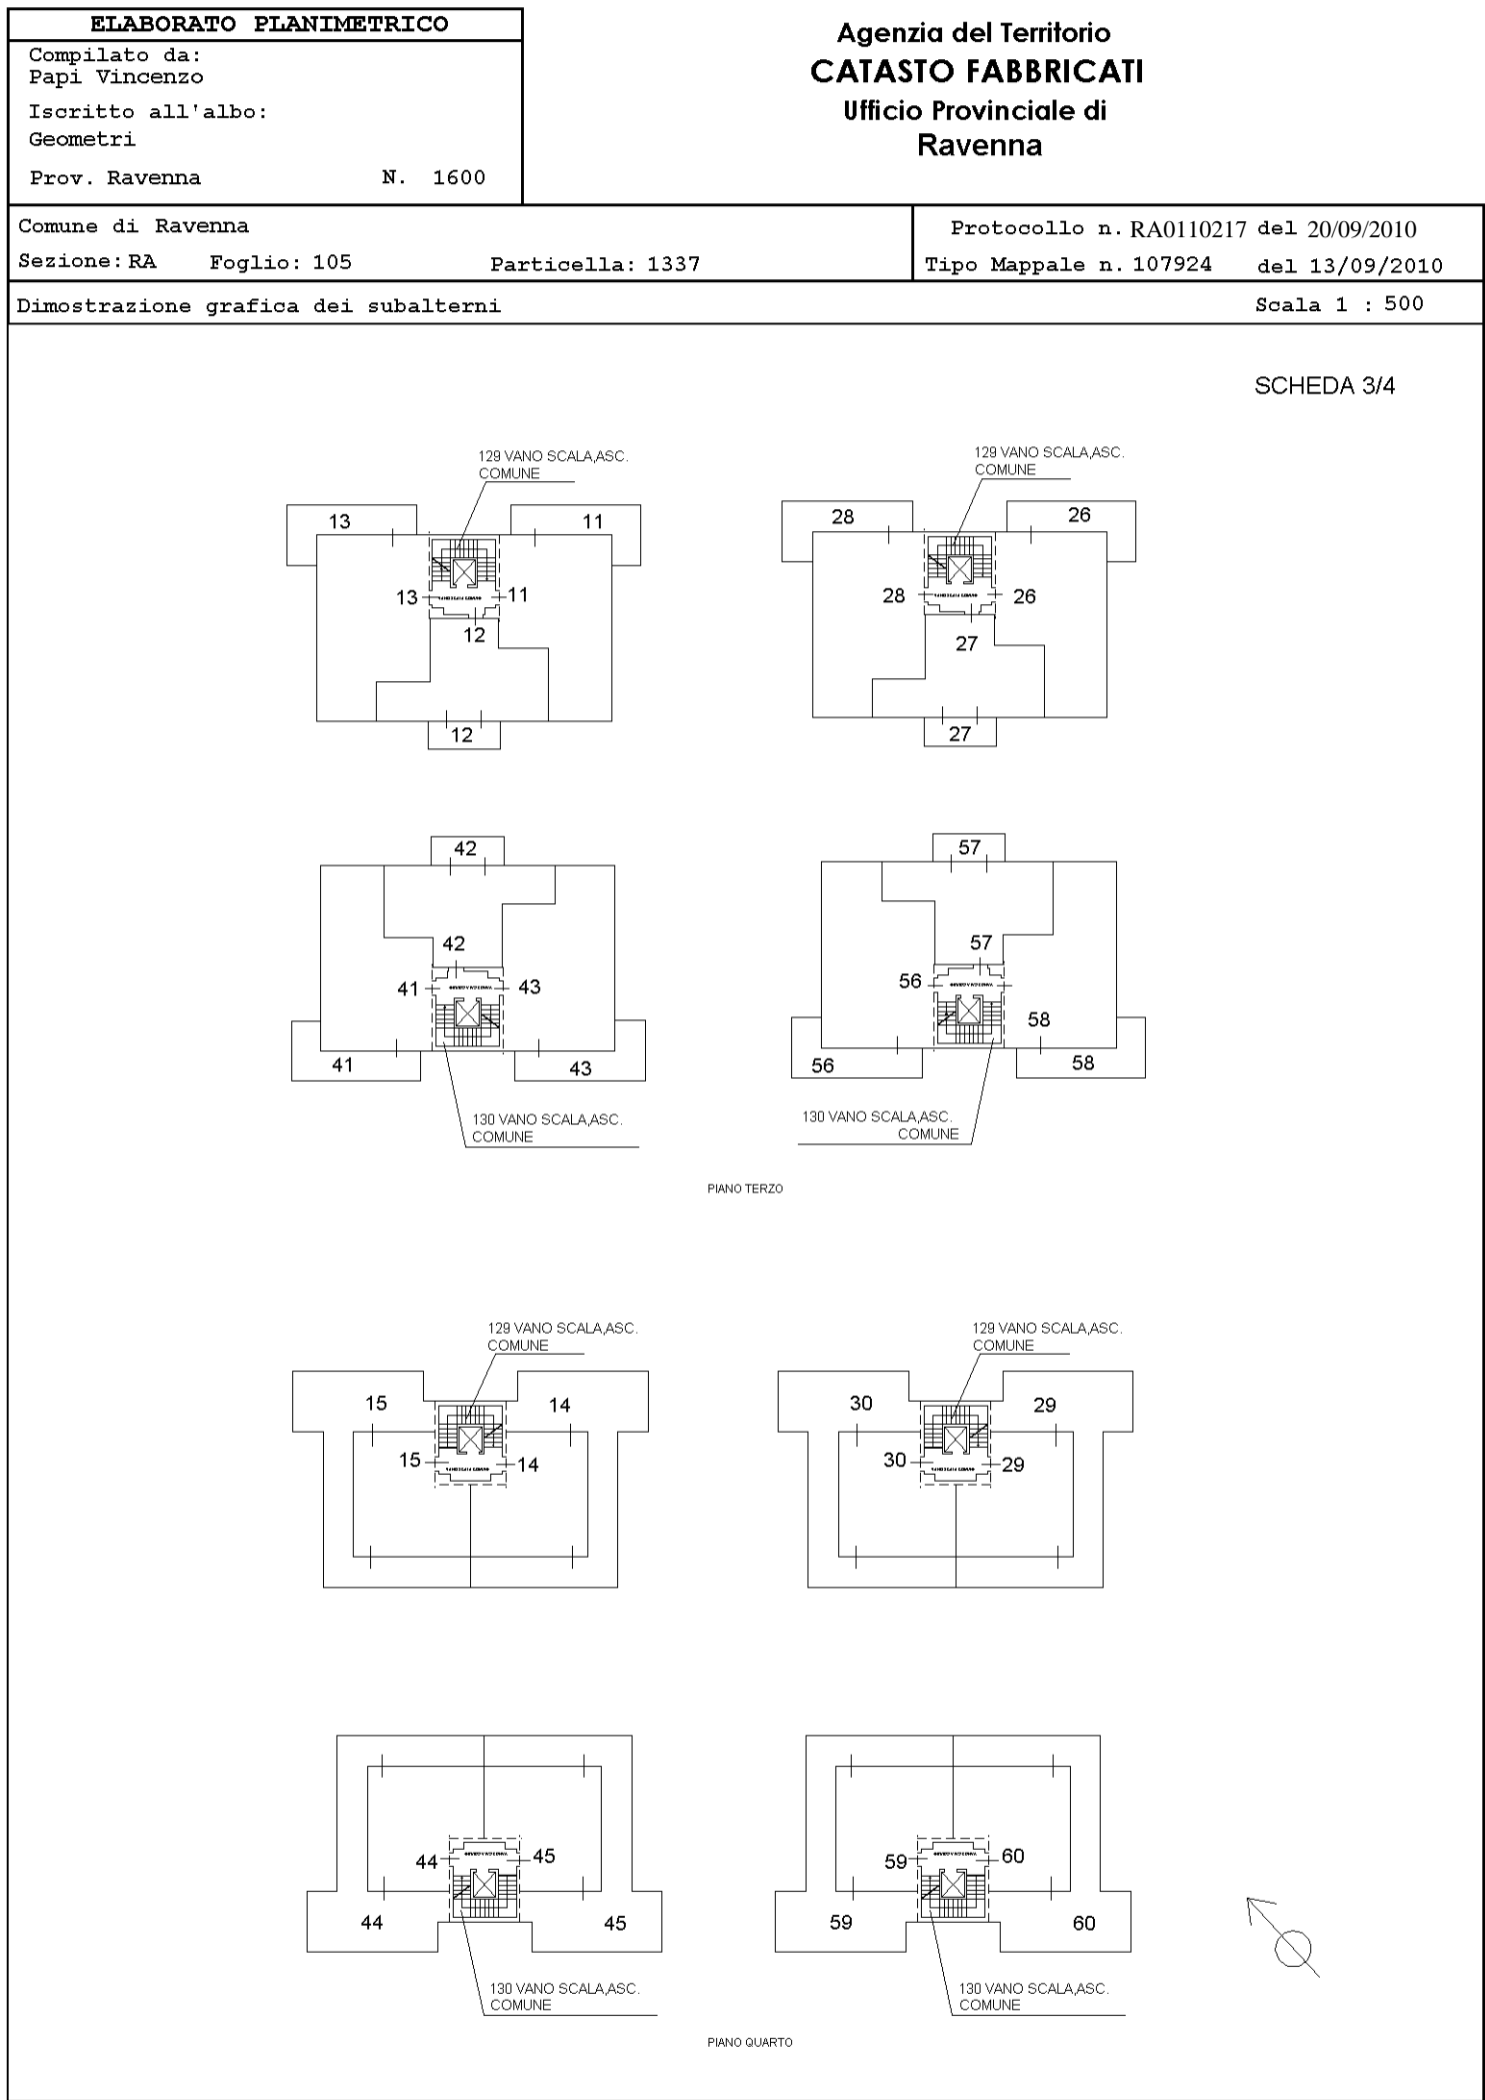 ELABORATO PLANIMETRICO
Compilato da:
Papi Vincenzo
Iscritto all'albo:
Geometri
Prov. Ravenna N. 1600
Agenzia del Territorio
CATASTO FABBRICATI
Ufficio Provinciale di
Ravenna
Comune di Ravenna
Sezione: RA Foglio: 105 Particella: 1337
Protocollo n. RA0110217 del 20/09/2010
Tipo Mappale n. 107924 del 13/09/2010
Dimostrazione grafica dei subalterni Scala 1 : 500
SCHEDA 3/4
129 VANO SCALA,ASC.
COMUNE
13 11
13 11
12
12
129 VANO SCALA,ASC.
COMUNE
28 26
28 26
27
27
42
42
41 43
41 43
130 VANO SCALA,ASC.
COMUNE
57
57
56
58
56 58
130 VANO SCALA,ASC.
COMUNE
PIANO TERZO
129 VANO SCALA,ASC.
COMUNE
15 14
15 14
129 VANO SCALA,ASC.
COMUNE
30 29
30 29
44 45
44 45
130 VANO SCALA,ASC.
COMUNE
59 60
59 60
130 VANO SCALA,ASC.
COMUNE
PIANO QUARTO